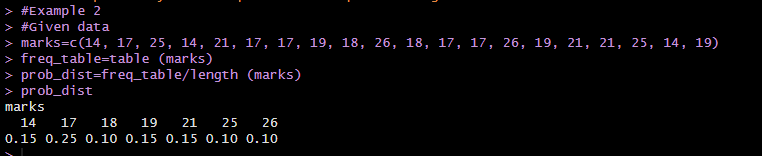 > #Example 2
> #Given data
> marks=c(14, 17, 25, 14, 21, 17, 17, 19, 18, 26, 18, 17, 17, 26, 19, 21, 21, 25, 14, 19)
> freq_table=table (marks)
> prob_dist=freq_table/length (marks)
> prob_dist
marks
14 17 18 19 21 25 26
0.15 0.25 0.10 0.15 0.15 0.10 0.10
>